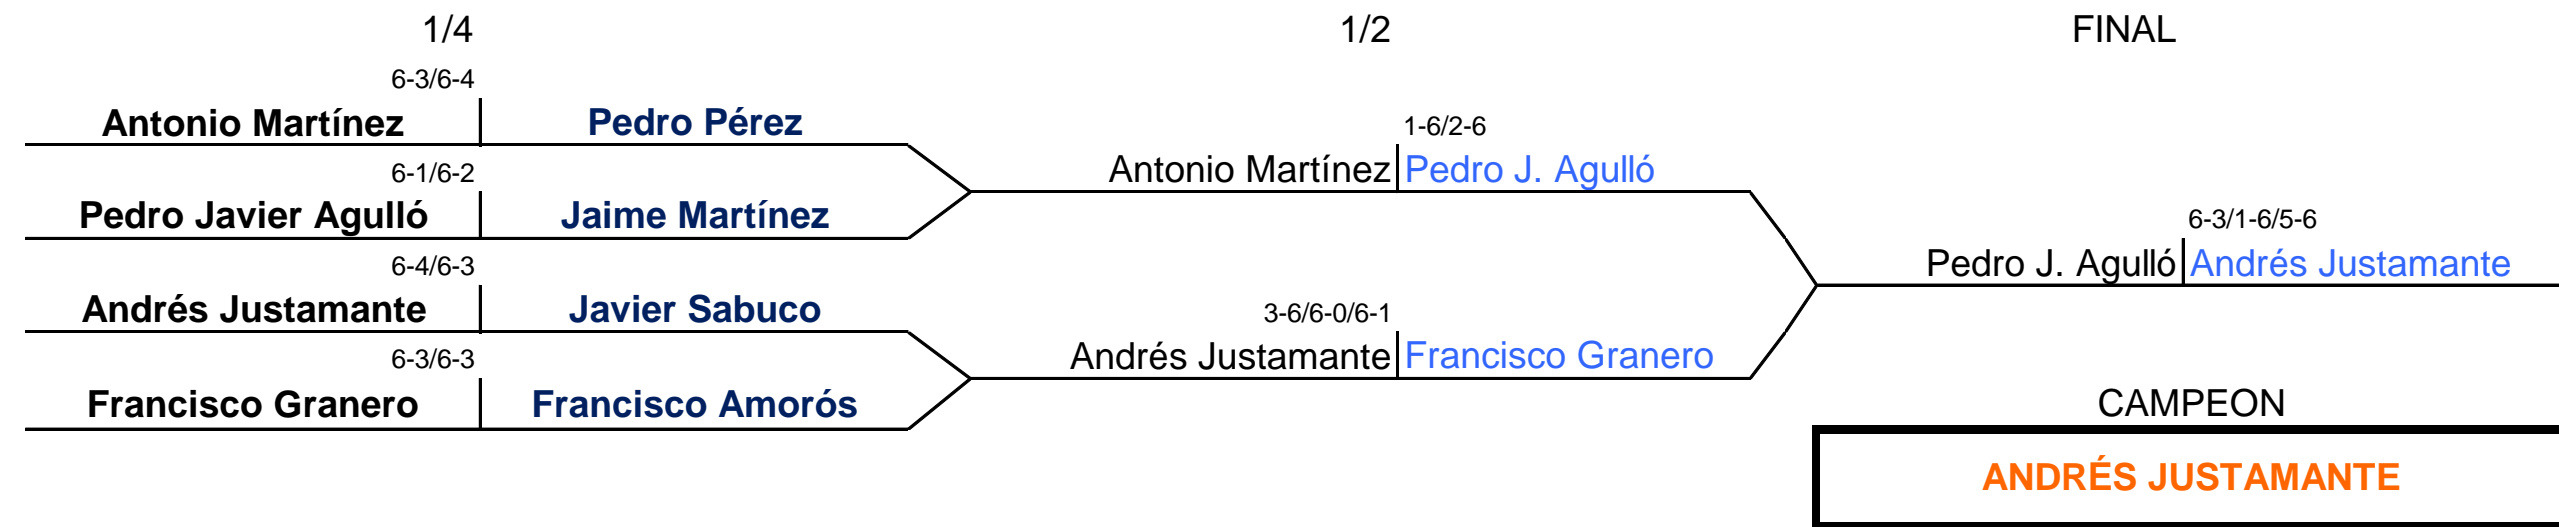 1/4 1/2 FINAL
6-3/6-4
Antonio Martínez Pedro Pérez
1-6/2-6
6-1/6-2
Antonio Martínez Pedro J. Agulló
Pedro Javier Agulló Jaime Martínez
6-3/1-6/5-6
6-4/6-3
Pedro J. Agulló Andrés Justamante
Andrés Justamante Javier Sabuco
3-6/6-0/6-1
6-3/6-3
Andrés Justamante Francisco Granero
Francisco Granero Francisco Amorós
CAMPEON
ANDRÉS JUSTAMANTE